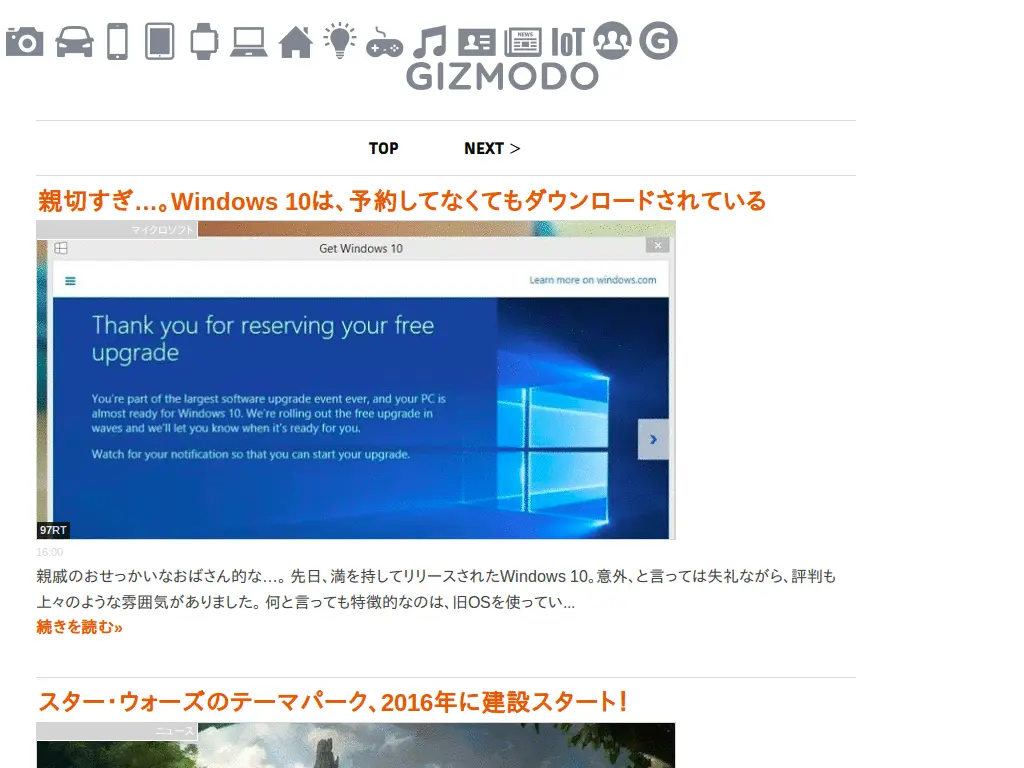 NEWS
IoT
G
GIZMODO
TOP NEXT >
親切すぎ…。Windows 10は、予約してなくてもダウンロードされている
マイクロソフト
Get Windows 10
Learn more on windows.com
Thank you for reserving your free
upgrade
You're part of the largest software upgrade event ever, and your PC is
almost ready for Windows 10. We're rolling out the free upgrade in
waves and we'll let you know when it's ready for you.
Watch for your notification so that you can start your upgrade.
97RT
16:00
親戚のおせっかいなおばさん的な…。 先日、満を持してリリースされたWindows 10。意外、と言っては失礼ながら、評判も
上々のような雰囲気がありました。 何と言っても特徴的なのは、旧OSを使ってい...
続きを読む»
スター・ウォーズのテーマパーク、2016年に建設スタート！
ニュース